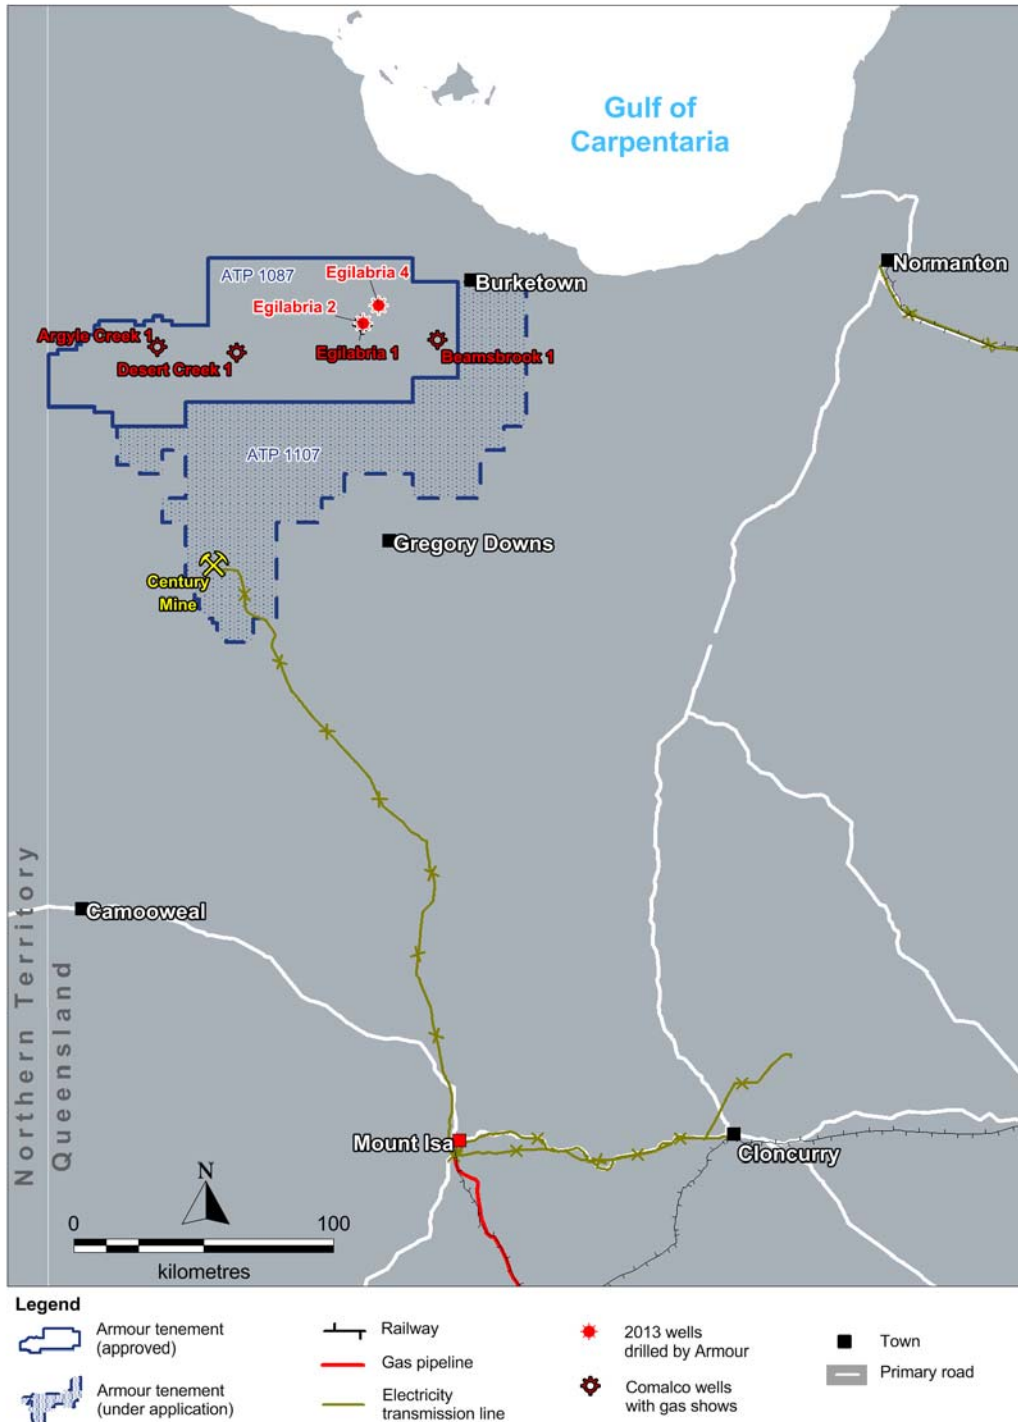 Gulf of
Carpentaria
Normanton
ATP 1087
Egilabria 4
Burketown
Egilabria 2
Argyle Creek 1
Egilabria 1
Beamsbrook 1
Desert Creek 1
ATP 1107
Gregory Downs
Century
Mine
Northern Territory
Queensland
Camooweal
Mount Isa
Cloncurry
N
0 100
kilometres
Legend
Armour tenement
(approved)
Armour tenement
(under application)
Railway
Gas pipeline
Electricity
transmission line
2013 wells
drilled by Armour
Comalco wells
with gas shows
Town
Primary road